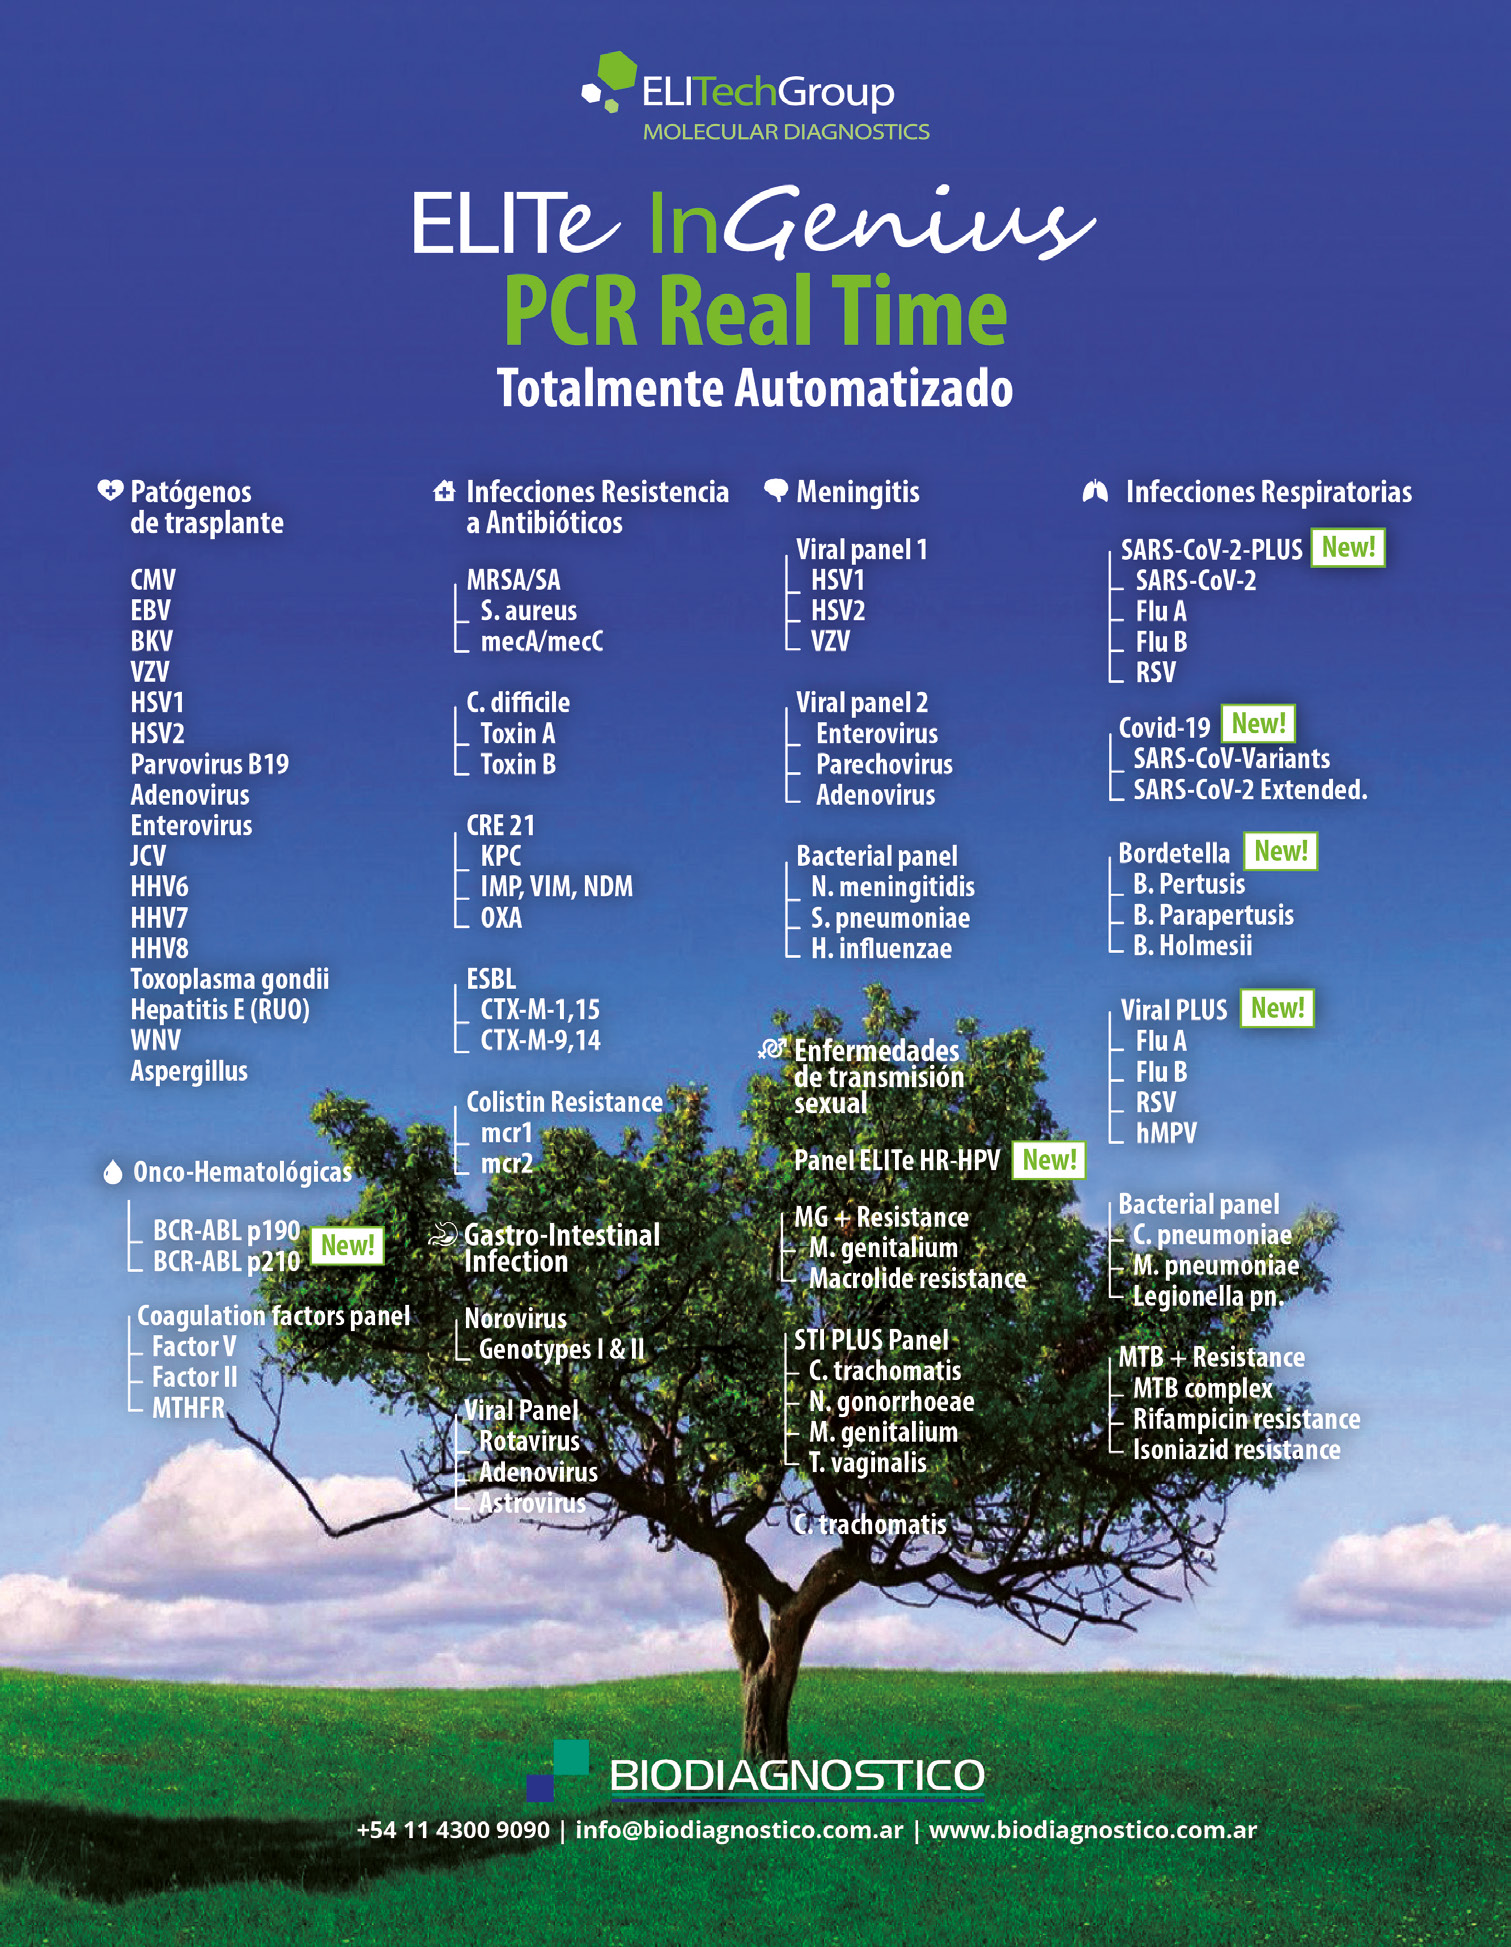 ELITechGroup
MOLECULAR DIAGNOSTICS
ELITe InGenius
PCR Real Time
Totalmente Automatizado
Patógenos
de trasplante
CMV
EBV
BKV
VZV
HSV1
HSV2
Parvovirus B19
Adenovirus
Enterovirus
JCV
HHV6
HHV7
HHV8
Toxoplasma gondii
Hepatitis E (RUO)
WNV
Aspergillus
Onco-Hematológicas
BCR-ABL p190
BCR-ABL p210
New!
Coagulation factors panel
Factor V
Factor II
MTHFR
Infecciones Resistencia
a Antibióticos
MRSA/SA
S. aureus
mecA/mecC
C. difficile
Toxin A
Toxin B
CRE 21
KPC
IMP, VIM, NDM
OXA
ESBL
CTX-M-1,15
CTX-M-9,14
Colistin Resistance
mcr1
mcr2
Gastro-Intestinal
Infection
Norovirus
Genotypes I & II
Viral Panel
Rotavirus
Adenovirus
Astrovirus
Meningitis
Viral panel 1
HSV1
HSV2
VZV
Viral panel 2
Enterovirus
Parechovirus
Adenovirus
Bacterial panel
N. meningitidis
S. pneumoniae
H. influenzae
Enfermedades
de transmisión
sexual
Panel ELITe HR-HPV New!
MG + Resistance
M. genitalium
Macrolide resistance
STI PLUS Panel
C. trachomatis
N. gonorrhoeae
M. genitalium
T. vaginalis
C. trachomatis
Infecciones Respiratorias
SARS-CoV-2-PLUS New!
SARS-CoV-2
Flu A
Flu B
RSV
Covid-19 New!
SARS-CoV-Variants
SARS-CoV-2 Extended.
Bordetella New!
B. Pertusis
B. Parapertusis
B. Holmesii
Viral PLUS New!
Flu A
Flu B
RSV
hMPV
Bacterial panel
C. pneumoniae
M. pneumoniae
Legionella pn.
MTB + Resistance
MTB complex
Rifampicin resistance
Isoniazid resistance
BIODIAGNOSTICO
+54 11 4300 9090 | info@biodiagnostico.com.ar | www.biodiagnostico.com.ar